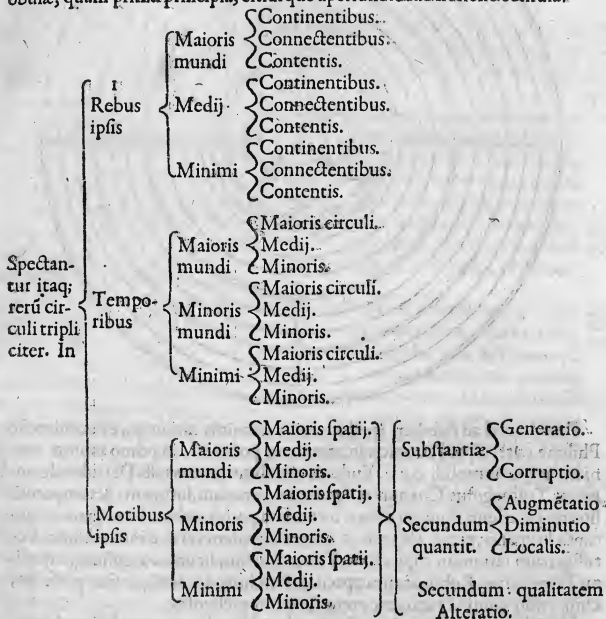 Continentibus.
Maioris Connectentibus.
mundi Contentis.
1
Rebus
ipſis
Continentibus.
Medij Connectentibus.
Contentis.
Continentibus.
Minimi Connectentibus.
Contentis.
Spectan-
tur itaq;
rerũ cir-
culi tripli
citer. In
Tempo-
ribus
Maioris circuli.
Maioris Medij.
mundi Minoris.
Maioris circuli.
Minoris Medij.
mundi Minoris.
Maioris circuli.
Minimi Medij.
Minoris.
Motibus
ipſis
Maioris ſpatij.
Maioris Medij.
mundi Minoris.
Maioris ſpatij.
Minoris Medij.
Minoris.
Maioris ſpatij.
Minimi Medij.
Minoris.
Subſtantiæ
Generatio.
Corruptio.
Secundum
quantit.
Augmẽtatio
Diminutio
Localis.
Secundum qualitatem
Alteratio.